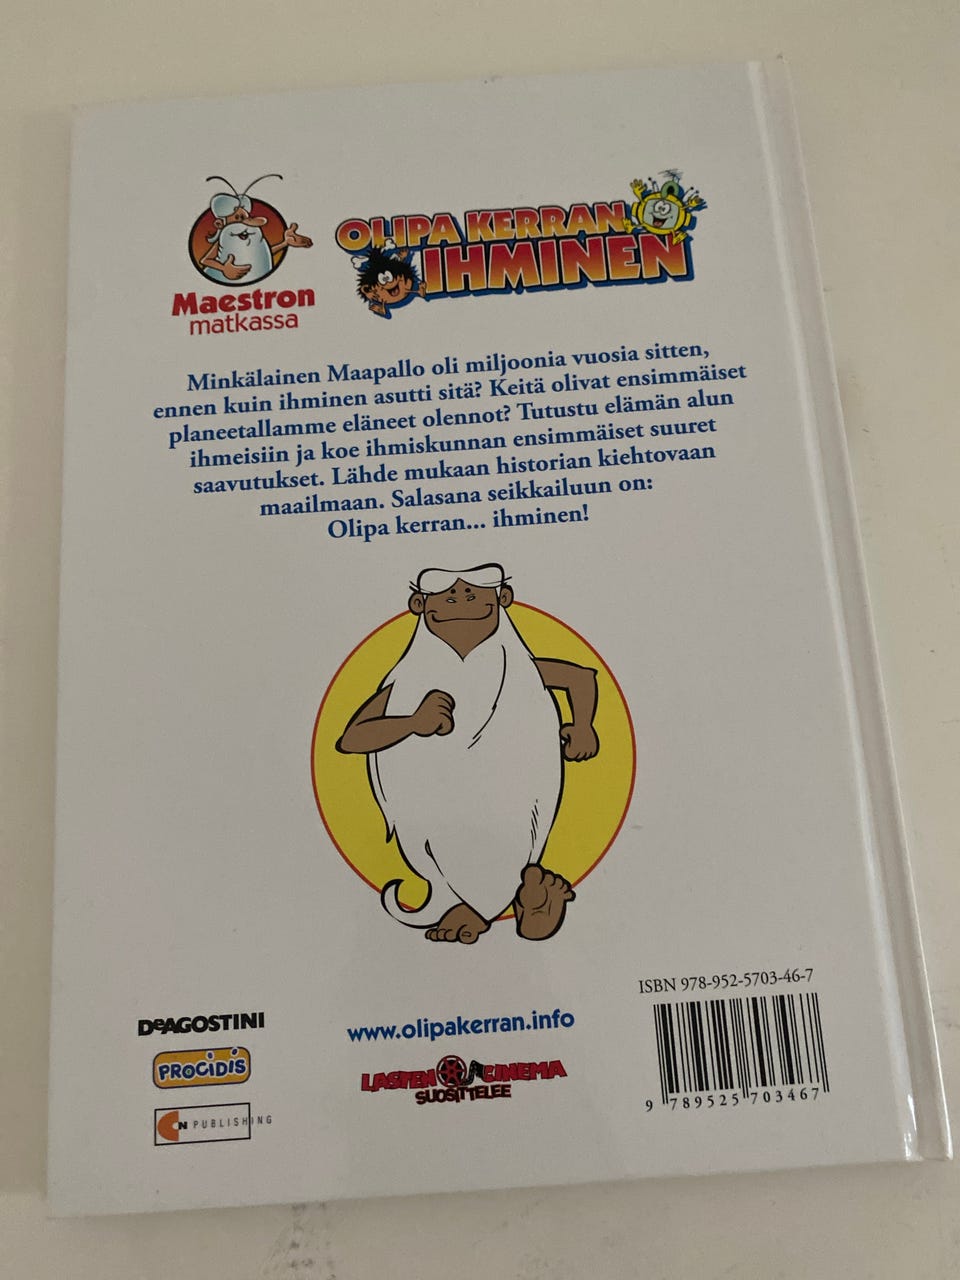 Maestron
matkassa
OLIPA KERRAN
IHMINEN
Minkälainen Maapallo oli miljoonia vuosia sitten,
ennen kuin ihminen asutti sitä? Keitä olivat ensimmäiset
planeetallamme eläneet olennot? Tutustu elämän alun
ihmeisiin ja koe ihmiskunnan ensimmäiset suuret
saavutukset. Lähde mukaan historian kiehtovaan
maailmaan. Salasana seikkailuun on:
Olipa kerran... ihminen!
DeAGOSTINI
PROCIDIS
CN PUBLISHING
www.olipakerran.info
LASTEN CINEMA
SUOSITTELEE
ISBN 978-952-5703-46-7
9 789525 703467